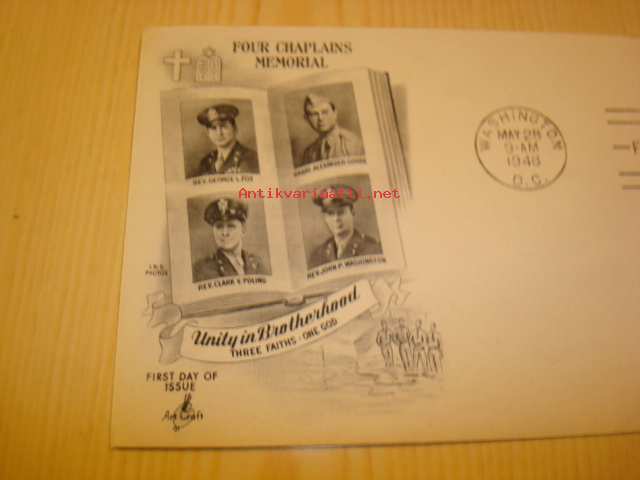 FOUR CHAPLAINS
MEMORIAL
REV. GEORGE L. FOX
RABBI ALEXANDER GOODE
REV. CLARK V. POLING
REV. JOHN P. WASHINGTON
I.N.S.
PHOTOS
Unity in Brotherhood
THREE FAITHS · ONE GOD
FIRST DAY OF
ISSUE
Art Craft
WASHINGTON
MAY 28
9-AM
1948
D.C.
F
Antikvariaatti.net